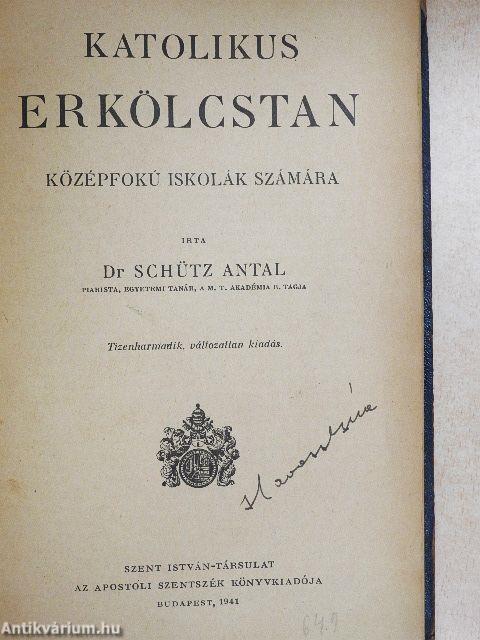 KATOLIKUS
ERKÖLCSTAN
KÖZÉPFOKÚ ISKOLÁK SZÁMÁRA
IRTA
Dr SCHÜTZ ANTAL
PIARISTA, EGYETEMI TANÁR, A M. T. AKADÉMIA R. TAGJA
Tizenharmadik, változatlan kiadás.
SZENT ISTVÁN-TÁRSULAT
AZ APOSTOLI SZENTSZÉK KÖNYVKIADÓJA
BUDAPEST, 1941
Antikvárium.hu